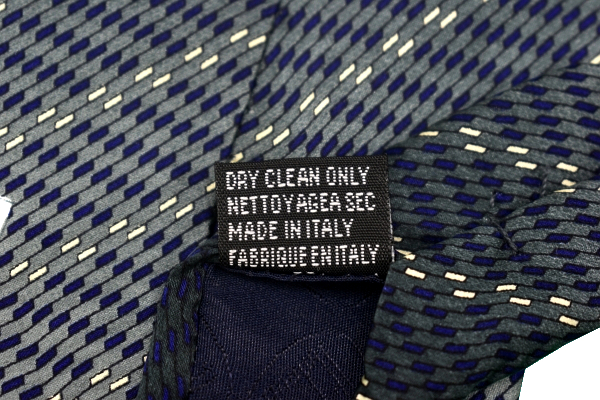 DRY CLEAN ONLY
NETTOYAGEA SEC
MADE IN ITALY
FABRIQUE EN ITALY